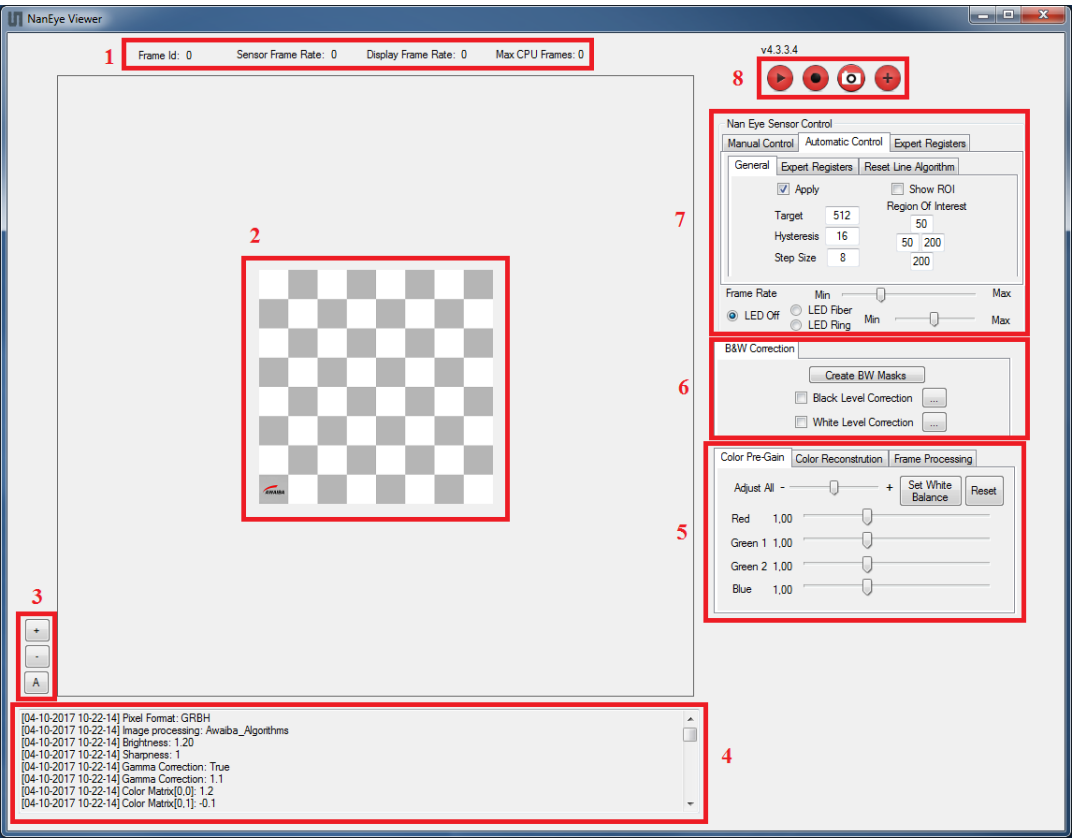 NanEye Viewer
1
Frame Id: 0 Sensor Frame Rate: 0 Display Frame Rate: 0 Max CPU Frames: 0
v4.3.3.4
8
Nan Eye Sensor Control
Manual Control Automatic Control Expert Registers
General Expert Registers Reset Line Algorithm
Apply Show ROI
Region Of Interest
Target 512 50
Hysteresis 16 50 200
Step Size 8 200
7
Frame Rate Min Max
LED Off LED Fiber
LED Ring Min Max
2
AWAIBA
B&W Correction
Create BW Masks
6
Black Level Correction ...
White Level Correction ...
Color Pre-Gain Color Reconstrution Frame Processing
Adjust All - + Set White Balance Reset
Red 1,00
5
Green 1 1,00
Green 2 1,00
Blue 1,00
3
+
-
A
[04-10-2017 10-22-14] Pixel Format: GRBH
[04-10-2017 10-22-14] Image processing: Awaiba_Algorithms
[04-10-2017 10-22-14] Brightness: 1.20
[04-10-2017 10-22-14] Sharpness: 1
[04-10-2017 10-22-14] Gamma Correction: True
[04-10-2017 10-22-14] Gamma Correction: 1.1
[04-10-2017 10-22-14] Color Matrix[0,0]: 1.2
[04-10-2017 10-22-14] Color Matrix[0,1]: -0.1
4